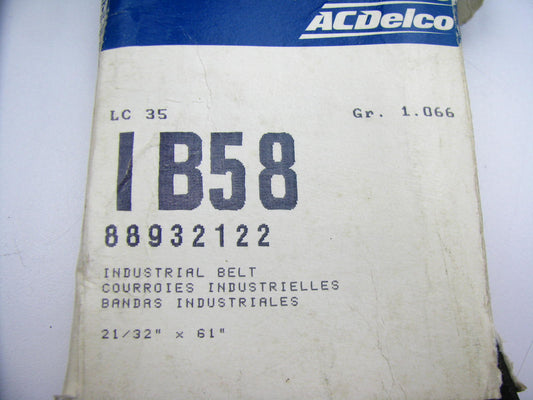 ACDelco
LC 35 Gr. 1.066
IB58
88932122
INDUSTRIAL BELT
COURROIES INDUSTRIELLES
BANDAS INDUSTRIALES
21/32" x 61"